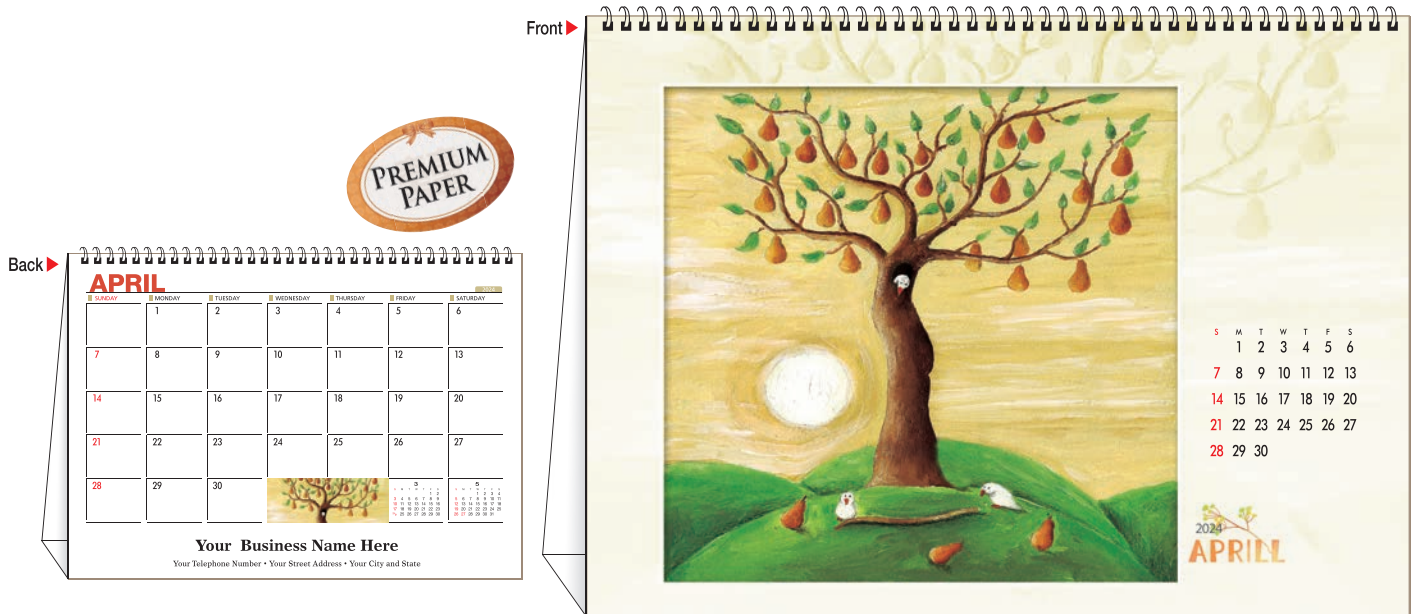 Front
PREMIUM
PAPER
Back
APRIL
2024
SUNDAY MONDAY TUESDAY WEDNESDAY THURSDAY FRIDAY SATURDAY
1 2 3 4 5 6
7 8 9 10 11 12 13
14 15 16 17 18 19 20
21 22 23 24 25 26 27
28 29 30
3
5
Your Business Name Here
Your Telephone Number • Your Street Address • Your City and State
S M T W T F S
1 2 3 4 5 6
7 8 9 10 11 12 13
14 15 16 17 18 19 20
21 22 23 24 25 26 27
28 29 30
2024
APRILL